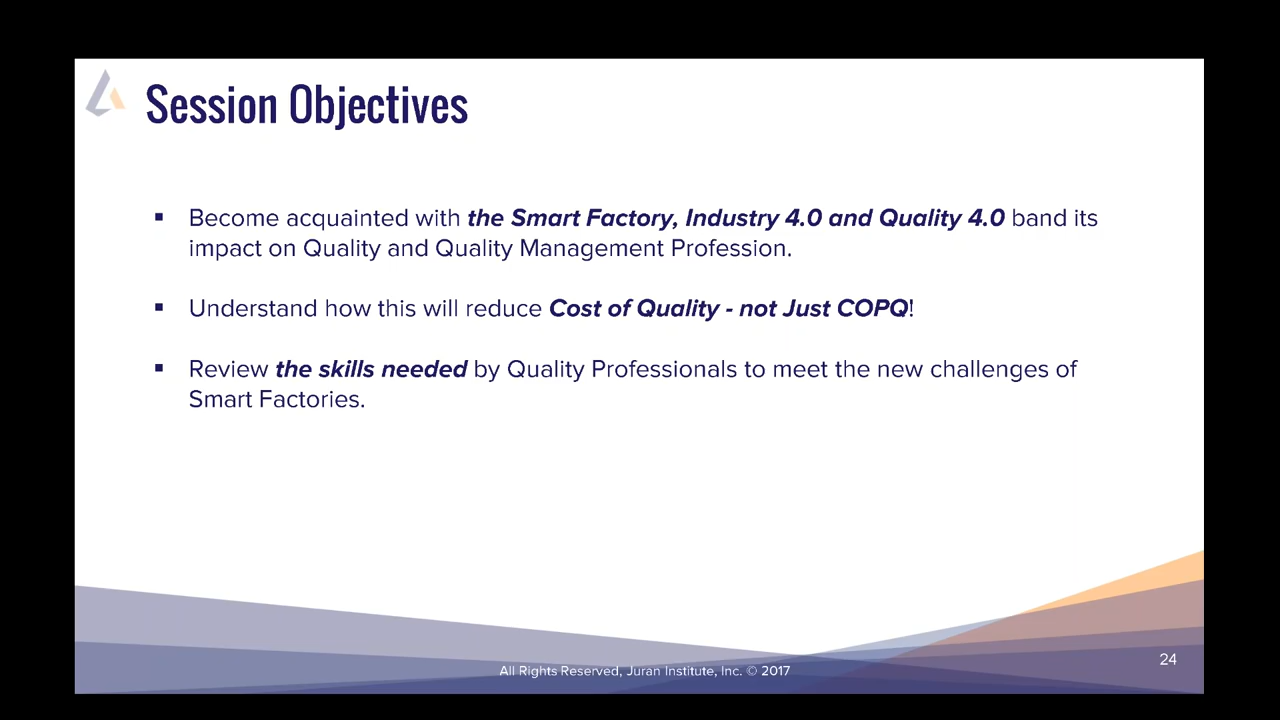 Session Objectives
▪ Become acquainted with the Smart Factory, Industry 4.0 and Quality 4.0 band its
impact on Quality and Quality Management Profession.
▪ Understand how this will reduce Cost of Quality - not Just COPQ!
▪ Review the skills needed by Quality Professionals to meet the new challenges of
Smart Factories.
24
All Rights Reserved, Juran Institute, Inc. © 2017